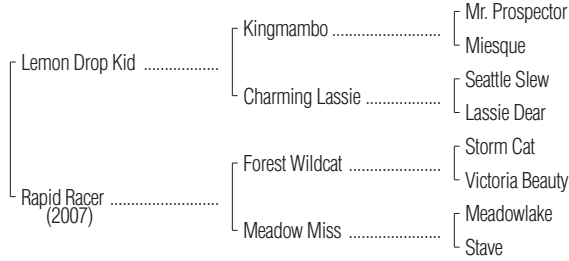 Mr. Prospector
Kingmambo ....................
Miesque
Lemon Drop Kid ..............
Seattle Slew
Charming Lassie ..............
Lassie Dear
Storm Cat
Forest Wildcat .................
Victoria Beauty
Rapid Racer ....................
(2007)
Meadowlake
Meadow Miss .................
Stave